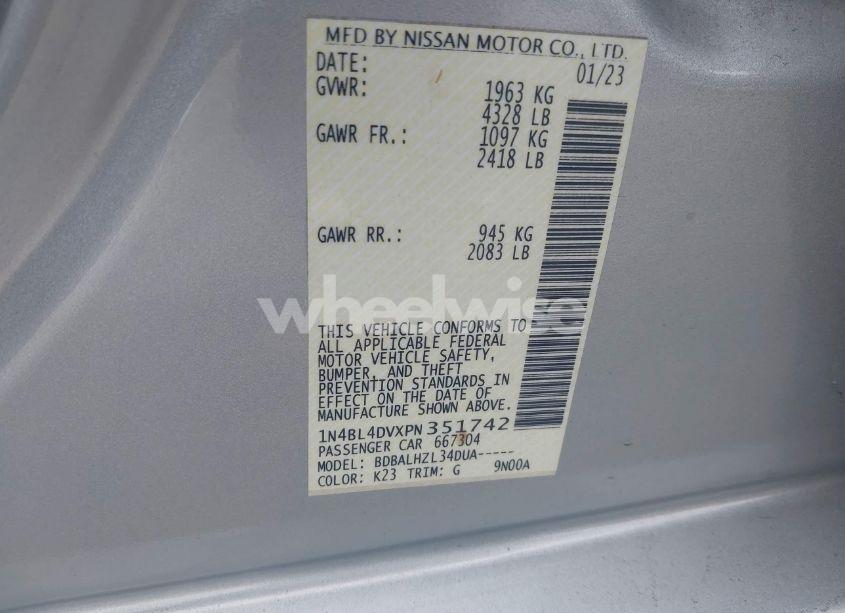 MFD BY NISSAN MOTOR CO., LTD.
DATE: 01/23
GVWR: 1963 KG
4328 LB
GAWR FR.: 1097 KG
2418 LB
GAWR RR.: 945 KG
2083 LB
wheelwise
THIS VEHICLE CONFORMS TO
ALL APPLICABLE FEDERAL
MOTOR VEHICLE SAFETY,
BUMPER, AND THEFT
PREVENTION STANDARDS IN
EFFECT ON THE DATE OF
MANUFACTURE SHOWN ABOVE.
1N4BL4DVXPN351742
PASSENGER CAR 667304
MODEL: BDBALHZL34DUA-----
COLOR: K23 TRIM: G 9N00A